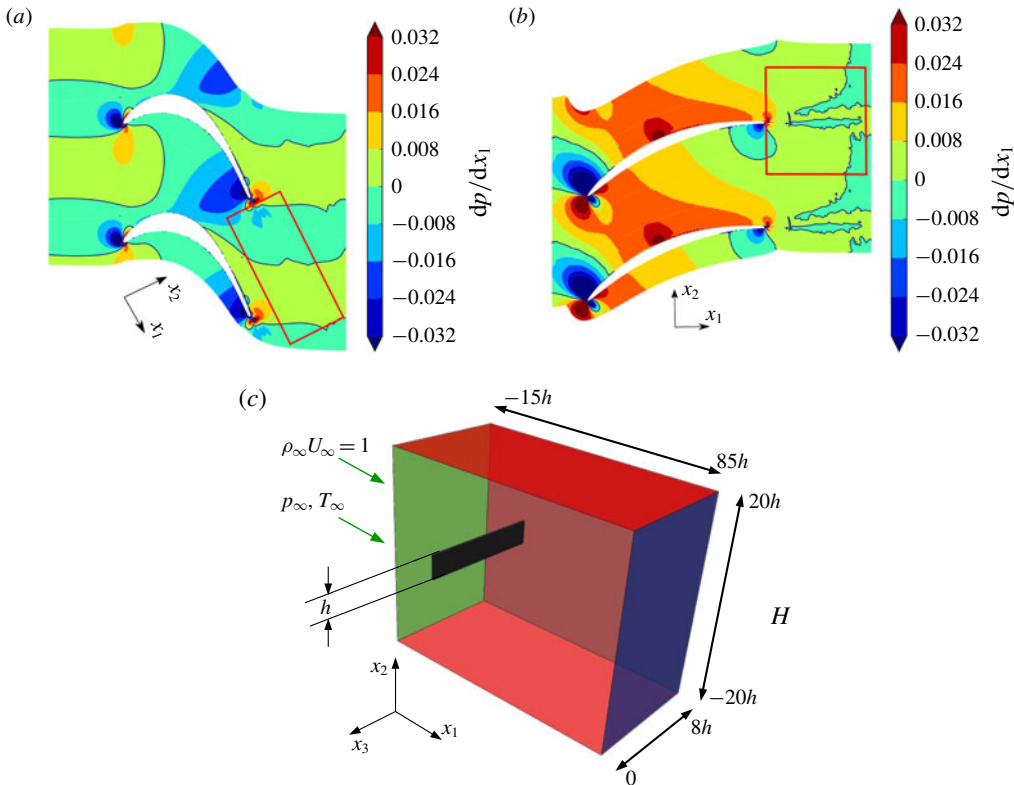 (a)
0.032
0.024
0.016
0.008
0
−0.008
−0.016
−0.024
−0.032
dp/dx₁
x₂
x₁
(b)
0.032
0.024
0.016
0.008
0
−0.008
−0.016
−0.024
−0.032
dp/dx₁
x₂
x₁
(c)
−15h
85h
ρ∞U∞ = 1
p∞, T∞
20h
h
H
−20h
8h
0
x₂
x₁
x₃